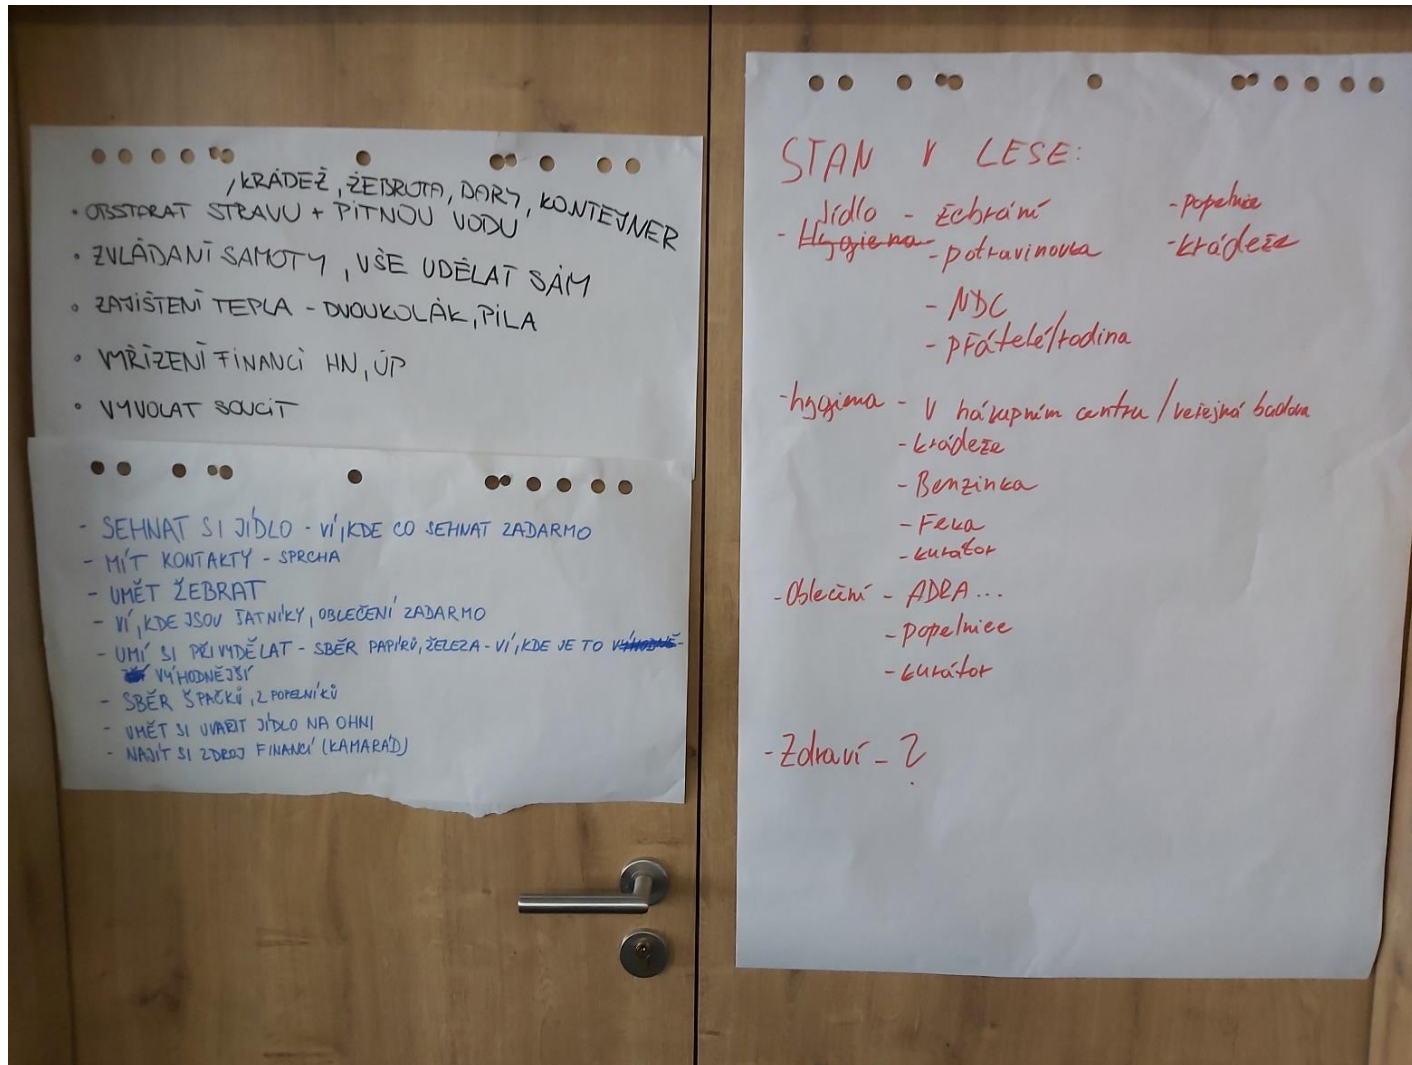 , KRÁDEŽ, ŽEBROTA, DARY, KONTEJNER
• OBSTARAT STRAVU + PITNOU VODU
• ZVLÁDANÍ SAMOTY, VŠE UDĚLAT SÁM
• ZAJIŠTENÍ TEPLA - DVOUKOLÁK, PILA
• VYŘÍZENÍ FINANCÍ HN, ÚP
• VYVOLAT SOUCIT
- SEHNAT SI JÍDLO - VÍ, KDE CO SEHNAT ZADARMO
- MÍT KONTAKTY - SPRCHA
- UMĚT ŽEBRAT
- VÍ, KDE JSOU ŠATNÍKY, OBLEČENÍ ZADARMO
- UMÍ SI PŘIVYDĚLAT - SBĚR PAPÍRŮ, ŽELEZA - VÍ, KDE JE TO VÝHODNĚ-
VÝHODNĚJŠÍ
- SBĚR ŠPAČKŮ, Z POPELNÍKŮ
- UMĚT SI UVAŘIT JÍDLO NA OHNI
- NAJÍT SI ZDROJ FINANCÍ (KAMARÁD)
STAN V LESE:
Jídlo - žebrání - popelnice
- Hygiena - potravinovka - krádeže
- NDC
- přátelé/rodina
- hygiena - V nákupním centru / veřejná budova
- krádeže
- Benzinka
- Feka
- kurátor
- Oblečení - ADRA...
- popelnice
- kurátor
- Zdraví - ?